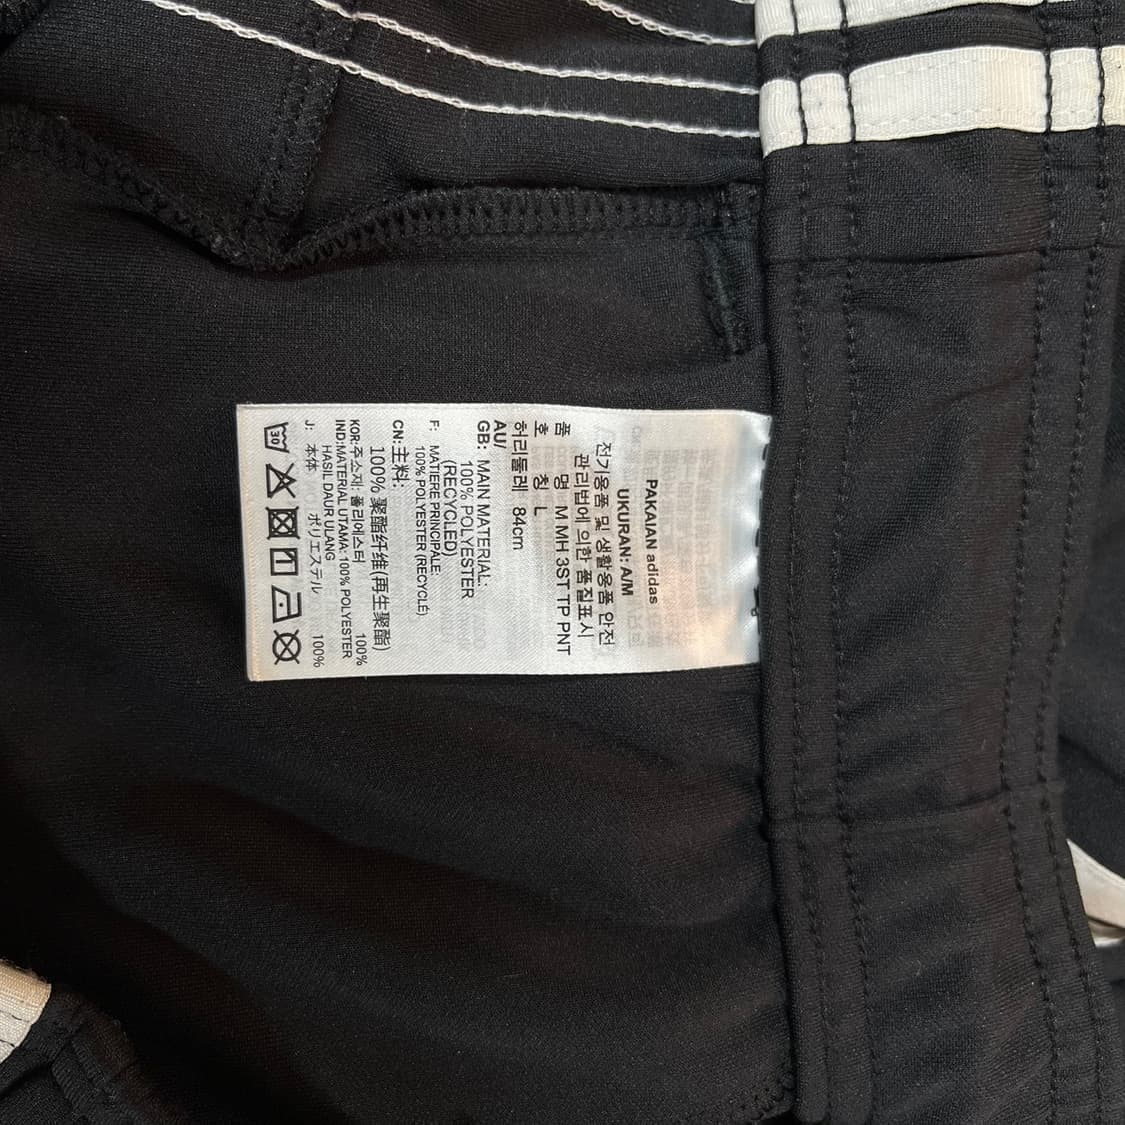 PAKAIAN adidas
UKURAN: A/M
전기용품 및 생활용품 안전
관리법에 의한 품질표시
품 명 M MH 3ST TP PNT
호 칭 L
허리둘레 84cm
AU/
GB: MAIN MATERIAL:
100% POLYESTER
(RECYCLED)
F: MATIERE PRINCIPALE:
100% POLYESTER (RECYCLÉ)
CN:主料:
100% 聚酯纤维(再生聚酯)
KOR:주소재: 폴리에스터 100%
IND:MATERIAL UTAMA: 100% POLYESTER
HASIL DAUR ULANG
J: 本体 ポリエステル 100%
30